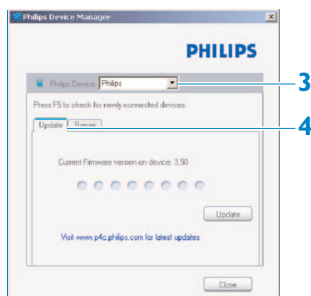 Philips Device Manager
PHILIPS
Philips Device Philips
3
Press F5 to check for newly connected devices.
Update Repair
4
Current Firmware version on device: 3.50
Update
Visit www.p4c.philips.com for latest updates
Close